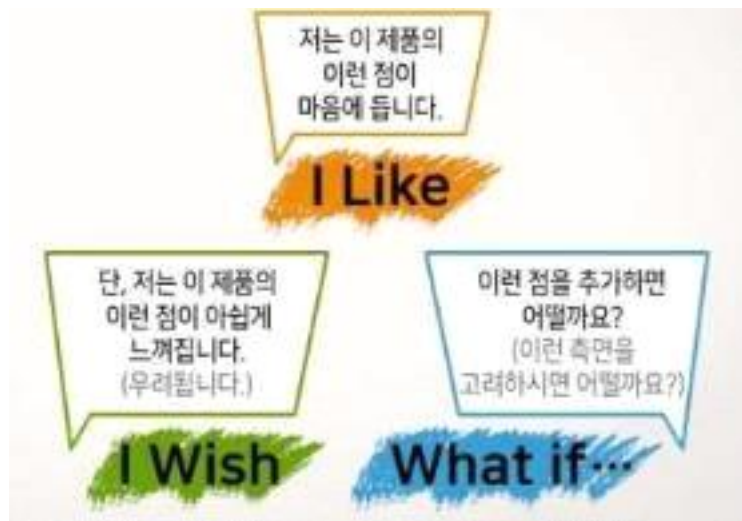 저는 이 제품의
이런 점이
마음에 듭니다.
I Like
단, 저는 이 제품의
이런 점이 아쉽게
느껴집니다.
(우려됩니다.)
I Wish
이런 점을 추가하면
어떨까요?
(이런 측면을
고려하시면 어떨까요?)
What if…